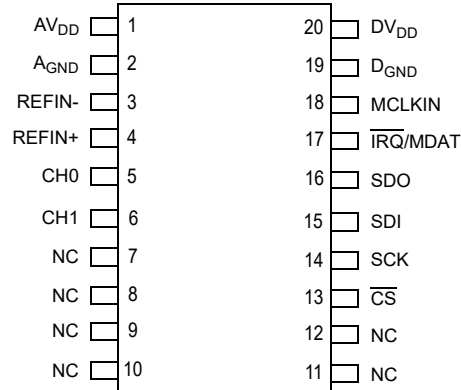 AVDD 1 20 DVDD
AGND 2 19 DGND
REFIN- 3 18 MCLKIN
REFIN+ 4 17 IRQ/MDAT
CH0 5 16 SDO
CH1 6 15 SDI
NC 7 14 SCK
NC 8 13 CS
NC 9 12 NC
NC 10 11 NC